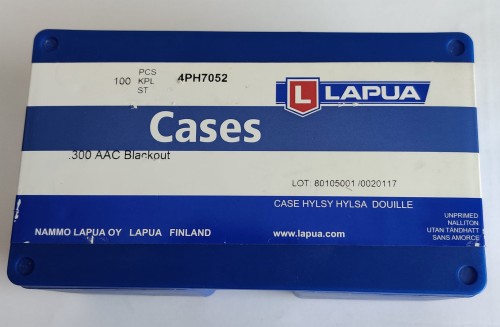 100 PCS
KPL
ST
4PH7052
L LAPUA
Cases
.300 AAC Blackout
LOT: 80105001 /0020117
CASE HYLSY HYLSA DOUILLE
UNPRIMED
NALLITON
UTAN TÄNDHATT
SANS AMORCE
NAMMO LAPUA OY LAPUA FINLAND
www.lapua.com